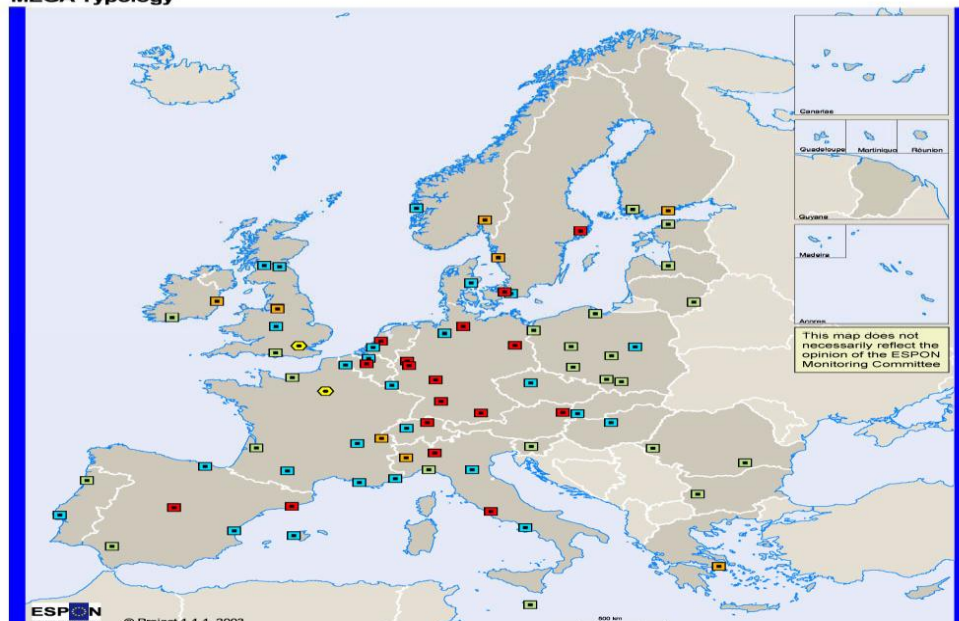 MEGA Typology
Canarias
Guadeloupe Martinique Réunion
Guyane
Madeira
Açores
This map does not
necessarily reflect the
opinion of the ESPON
Monitoring Committee
ESPON
© Project 1.1.1, 2003
500 km